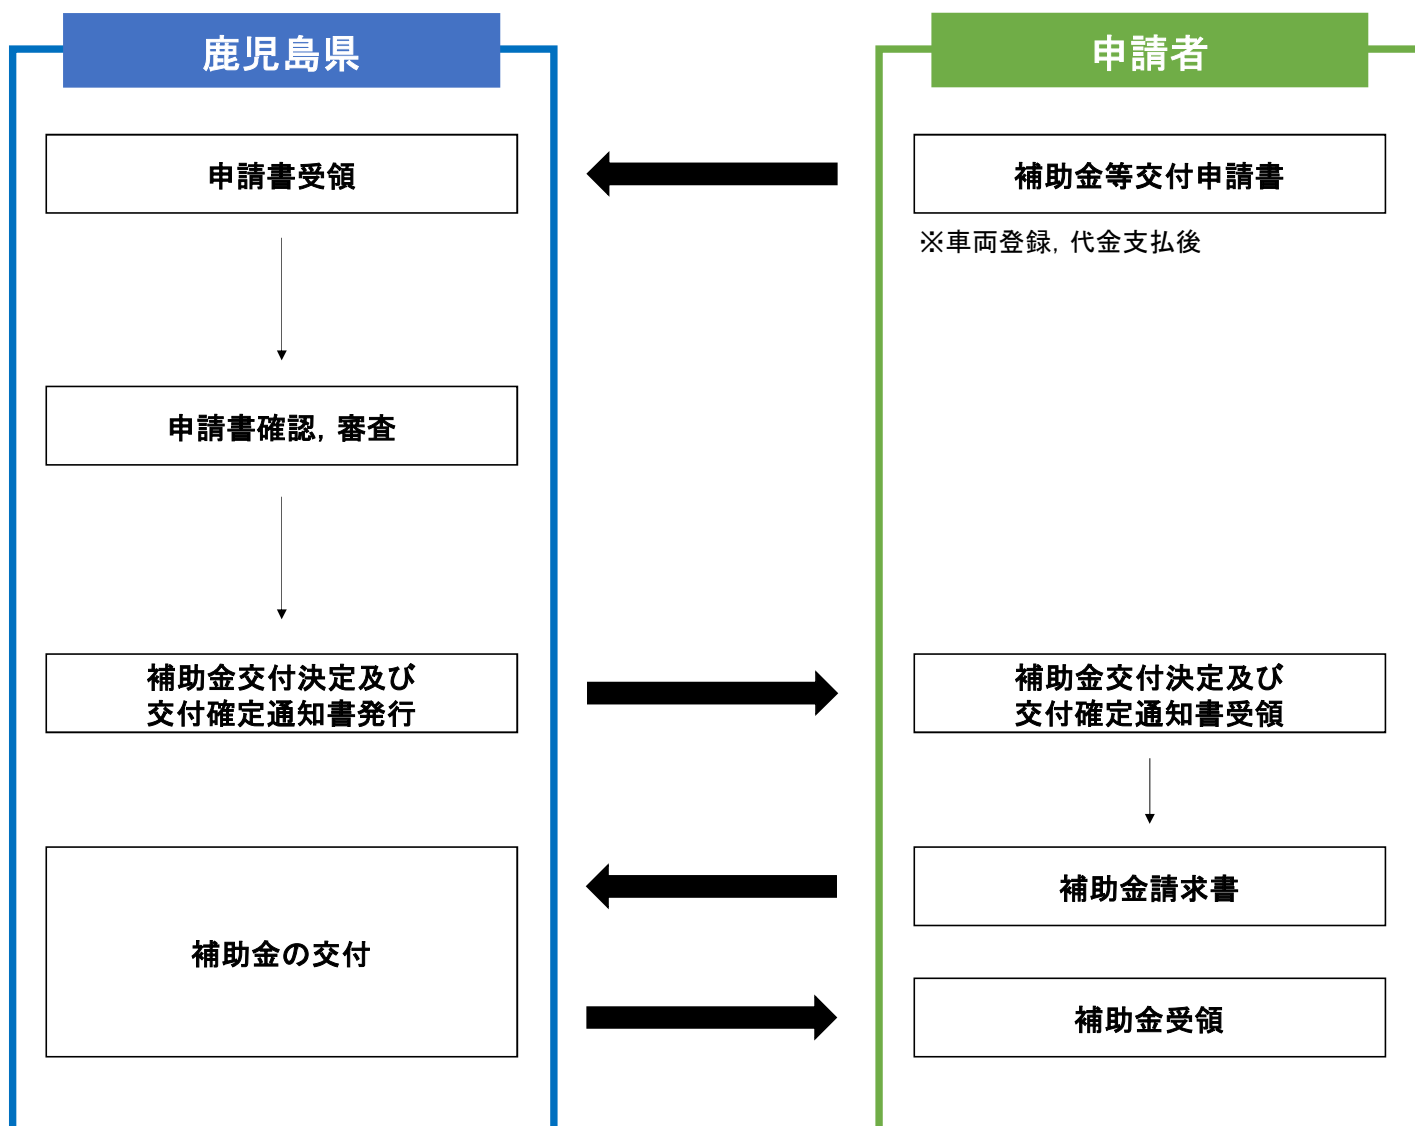 鹿児島県
申請者
申請書受領
補助金等交付申請書
※車両登録，代金支払後
申請書確認，審査
補助金交付決定及び
交付確定通知書発行
補助金交付決定及び
交付確定通知書受領
補助金の交付
補助金請求書
補助金受領